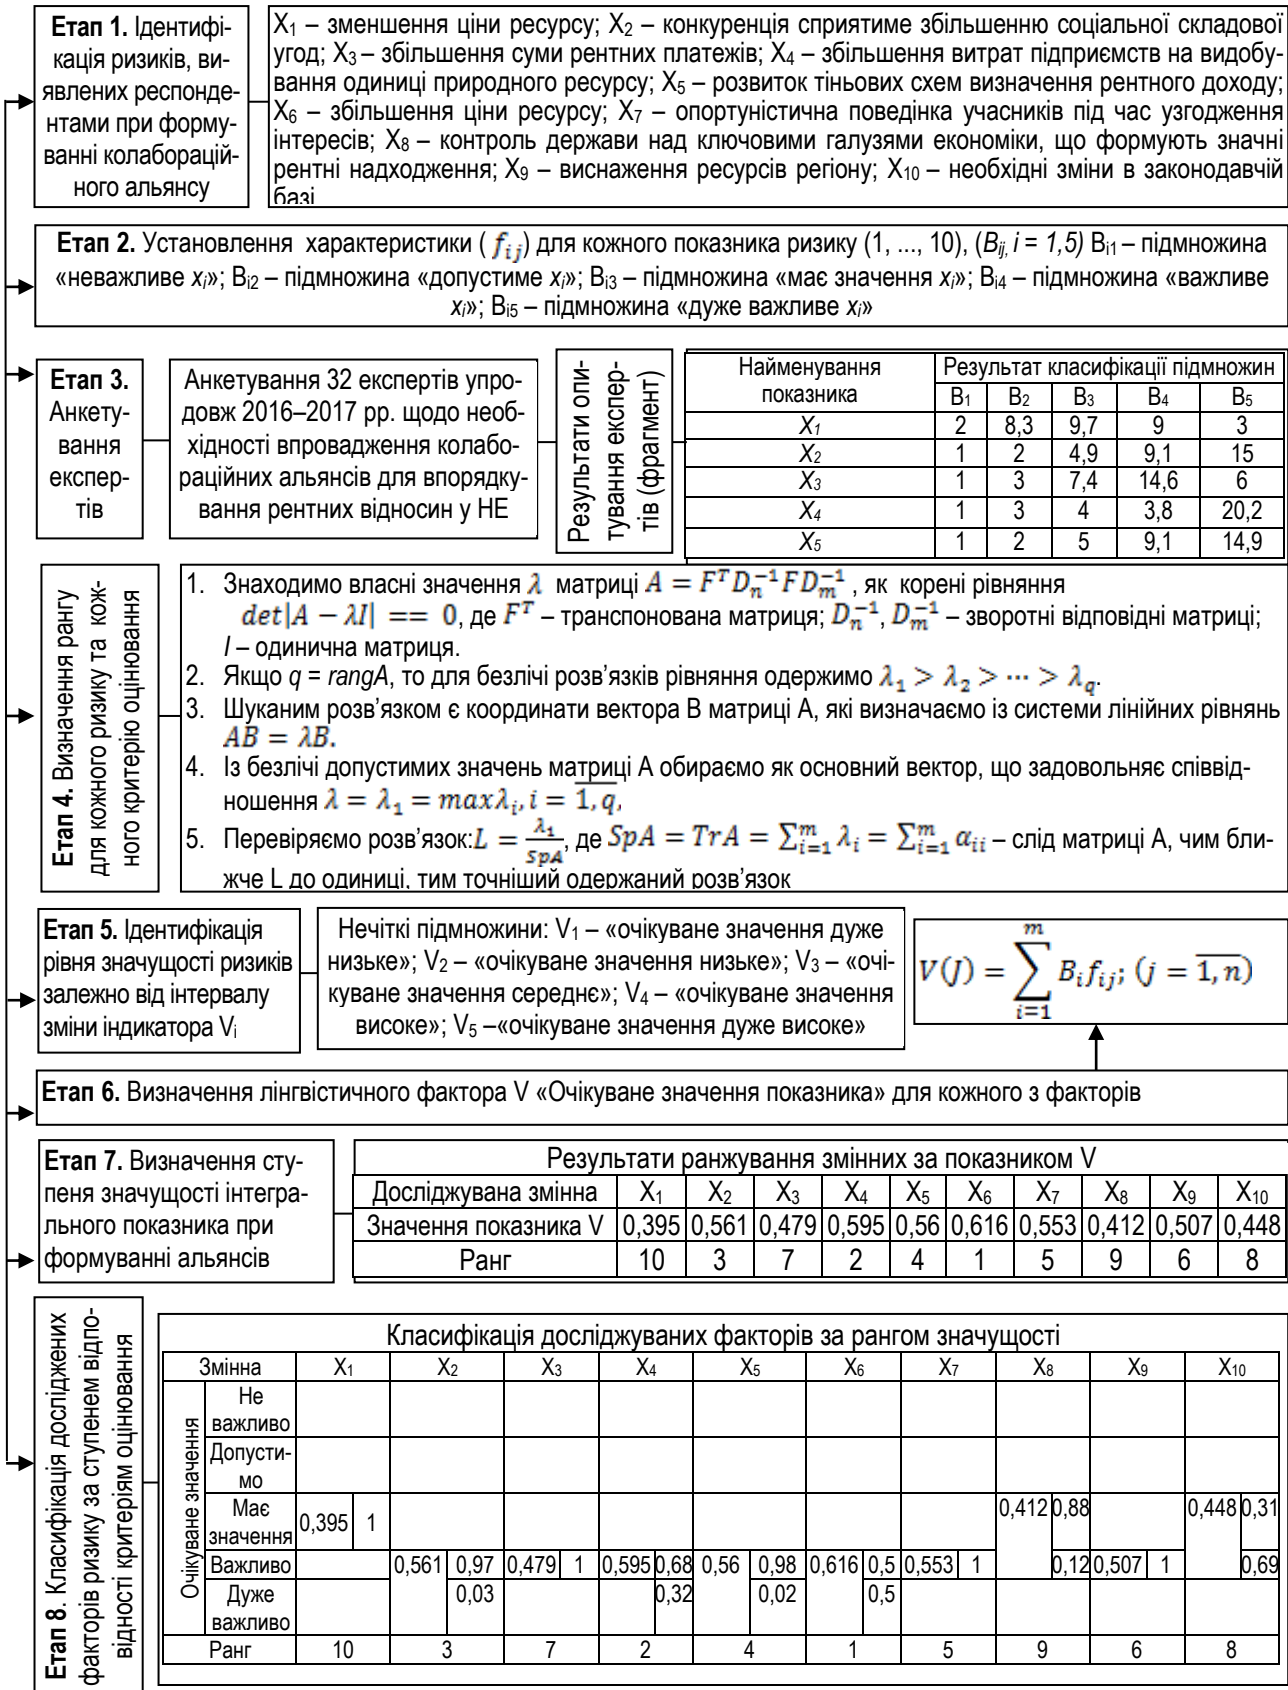 Етап 1. Ідентифі-
кація ризиків, ви-
явлених респонде-
нтами при форму-
ванні колаборацій-
ного альянсу
X1 – зменшення ціни ресурсу; X2 – конкуренція сприятиме збільшенню соціальної складової
угод; X3 – збільшення суми рентних платежів; X4 – збільшення витрат підприємств на видобу-
вання одиниці природного ресурсу; X5 – розвиток тіньових схем визначення рентного доходу;
X6 – збільшення ціни ресурсу; X7 – опортуністична поведінка учасників під час узгодження
інтересів; X8 – контроль держави над ключовими галузями економіки, що формують значні
рентні надходження; X9 – виснаження ресурсів регіону; X10 – необхідні зміни в законодавчій
базі
Етап 2. Установлення характеристики ( f_ij) для кожного показника ризику (1, ..., 10), (Bij, i = 1,5) Bi1 – підмножина
«неважливе xi»; Bi2 – підмножина «допустиме xi»; Bi3 – підмножина «має значення xi»; Bi4 – підмножина «важливе
xi»; Bi5 – підмножина «дуже важливе xi»
Етап 3.
Анкету-
вання
експер-
тів
Анкетування 32 експертів упро-
довж 2016–2017 рр. щодо необ-
хідності впровадження колабо-
раційних альянсів для впорядку-
вання рентних відносин у НЕ
Результати опи-
тування експер-
тів (фрагмент)
Найменування показника | Результат класифікації підмножин
B1 B2 B3 B4 B5
X1 2 8,3 9,7 9 3
X2 1 2 4,9 9,1 15
X3 1 3 7,4 14,6 6
X4 1 3 4 3,8 20,2
X5 1 2 5 9,1 14,9
Етап 4. Визначення рангу
для кожного ризику та кож-
ного критерію оцінювання
1. Знаходимо власні значення λ матриці A = F^T D_n^{-1} F D_m^{-1} , як корені рівняння
det|A − λI| == 0, де F^T – транспонована матриця; D_n^{-1}, D_m^{-1} – зворотні відповідні матриці;
I – одинична матриця.
2. Якщо q = rangA, то для безлічі розв'язків рівняння одержимо λ1 > λ2 > ⋯ > λq.
3. Шуканим розв'язком є координати вектора B матриці A, які визначаємо із системи лінійних рівнянь
AB = λB.
4. Із безлічі допустимих значень матриці A обираємо як основний вектор, що задовольняє співвід-
ношення λ = λ1 = maxλi, i = 1, q.
5. Перевіряємо розв'язок: L = λ1/SpA, де SpA = TrA = ∑_{i=1}^m λi = ∑_{i=1}^m αii – слід матриці A, чим бли-
жче L до одиниці, тим точніший одержаний розв'язок
Етап 5. Ідентифікація
рівня значущості ризиків
залежно від інтервалу
зміни індикатора Vi
Нечіткі підмножини: V1 – «очікуване значення дуже
низьке»; V2 – «очікуване значення низьке»; V3 – «очі-
куване значення середнє»; V4 – «очікуване значення
високе»; V5 –«очікуване значення дуже високе»
V(J) = ∑_{i=1}^m Bi fij; (j = 1, n)
Етап 6. Визначення лінгвістичного фактора V «Очікуване значення показника» для кожного з факторів
Етап 7. Визначення сту-
пеня значущості інтегра-
льного показника при
формуванні альянсів
Результати ранжування змінних за показником V
Досліджувана змінна X1 X2 X3 X4 X5 X6 X7 X8 X9 X10
Значення показника V 0,395 0,561 0,479 0,595 0,56 0,616 0,553 0,412 0,507 0,448
Ранг 10 3 7 2 4 1 5 9 6 8
Етап 8. Класифікація досліджених
факторів ризику за ступенем відпо-
відності критеріям оцінювання
Класифікація досліджуваних факторів за рангом значущості
Змінна X1 X2 X3 X4 X5 X6 X7 X8 X9 X10
Очікуване значення
Не
важливо
Допусти-
мо
Має
значення 0,395 1 0,412 0,88 0,448 0,31
Важливо 0,561 0,97 0,479 1 0,595 0,68 0,56 0,98 0,616 0,5 0,553 1 0,12 0,507 1 0,69
Дуже
важливо 0,03 0,32 0,02 0,5
Ранг 10 3 7 2 4 1 5 9 6 8